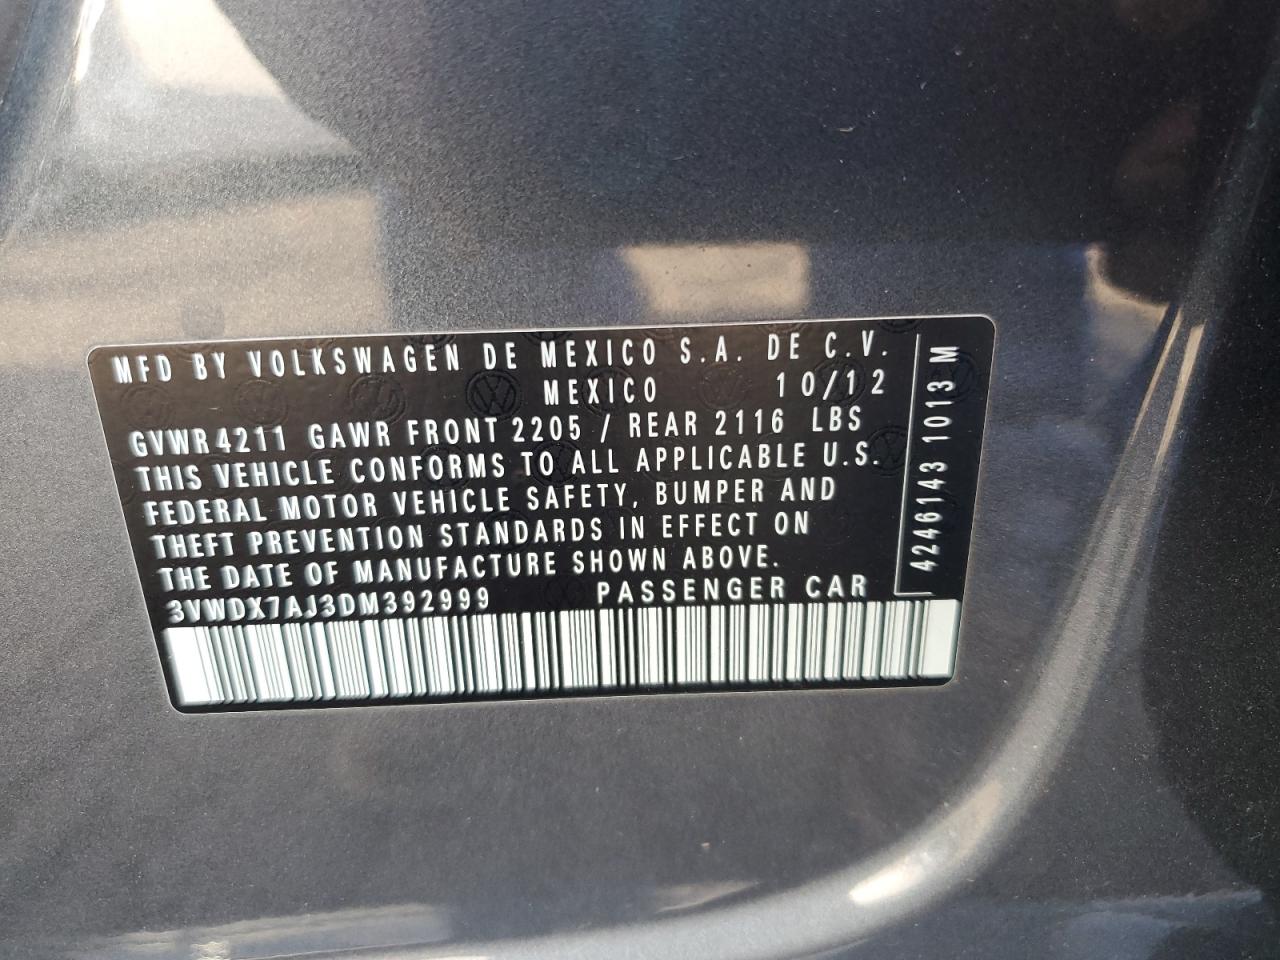 MFD BY VOLKSWAGEN DE MEXICO S.A. DE C.V.
MEXICO 10/12
GVWR 4211 GAWR FRONT 2205 / REAR 2116 LBS
THIS VEHICLE CONFORMS TO ALL APPLICABLE U.S.
FEDERAL MOTOR VEHICLE SAFETY, BUMPER AND
THEFT PREVENTION STANDARDS IN EFFECT ON
THE DATE OF MANUFACTURE SHOWN ABOVE.
3VWDX7AJ3DM392999 PASSENGER CAR
4246143 1013 M